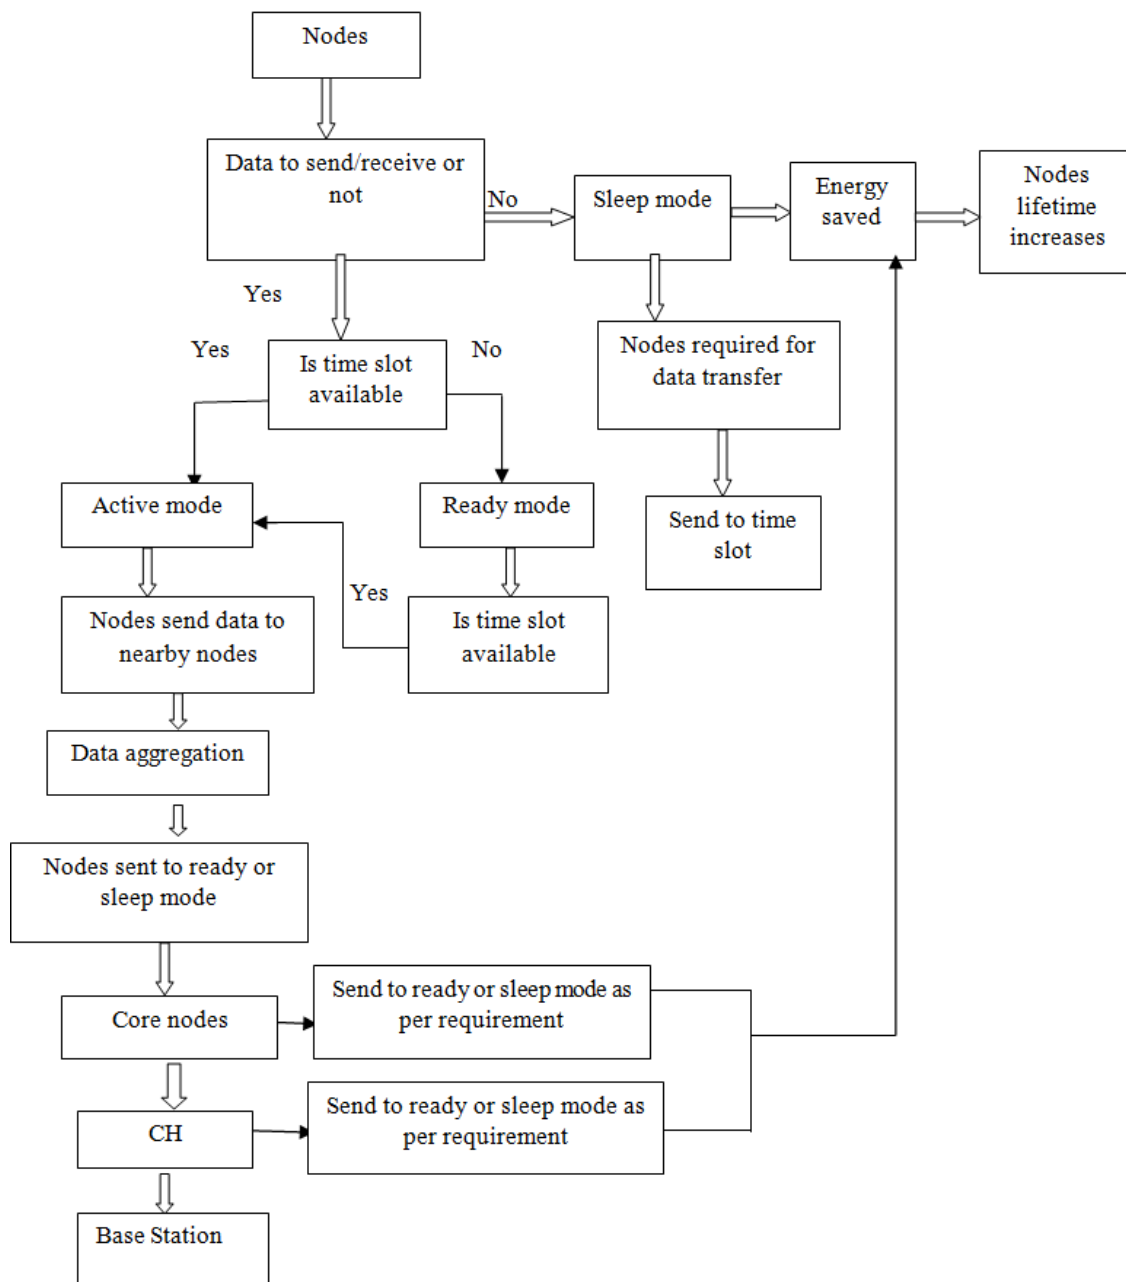 Nodes
Data to send/receive or
not
No
Sleep mode
Energy
saved
Nodes
lifetime
increases
Yes
Yes
Is time slot
available
No
Nodes required for
data transfer
Active mode
Ready mode
Send to time
slot
Yes
Nodes send data to
nearby nodes
Is time slot
available
Data aggregation
Nodes sent to ready or
sleep mode
Core nodes
Send to ready or sleep mode as
per requirement
CH
Send to ready or sleep mode as
per requirement
Base Station